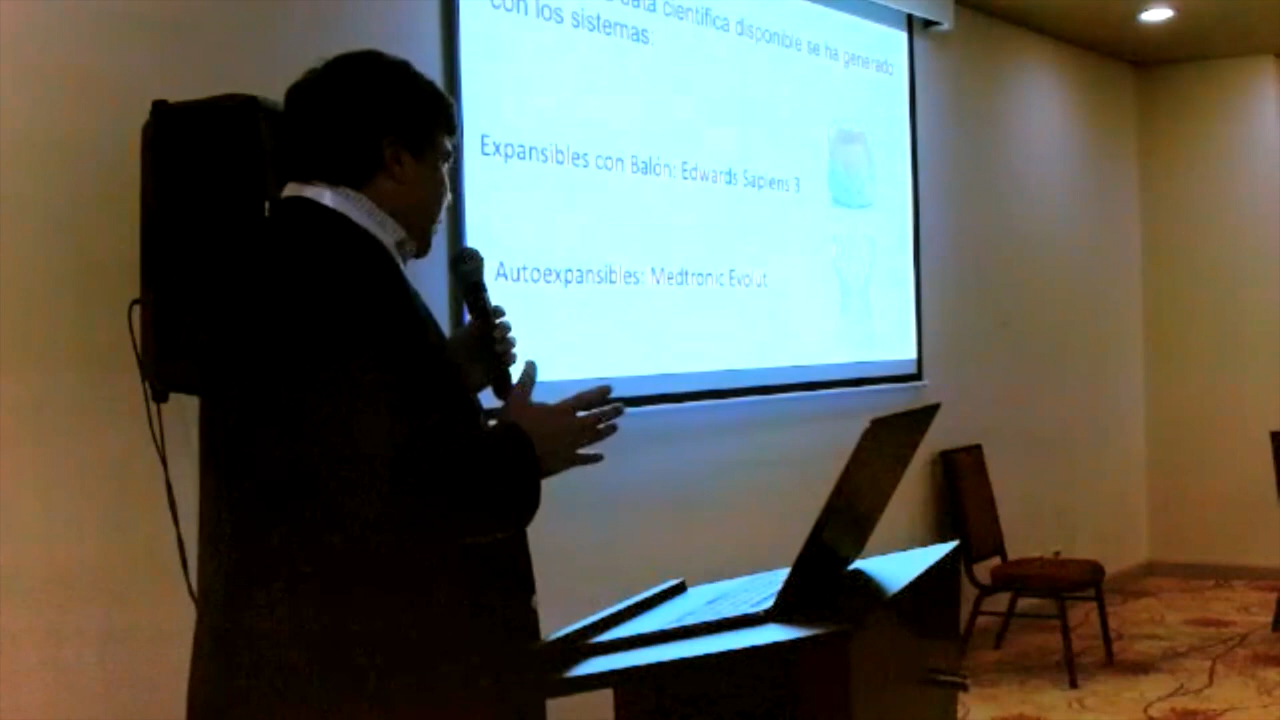 data científica disponible se ha generado
con los sistemas:
Expansibles con Balón: Edwards Sapiens 3
Autoexpansibles: Medtronic Evolut